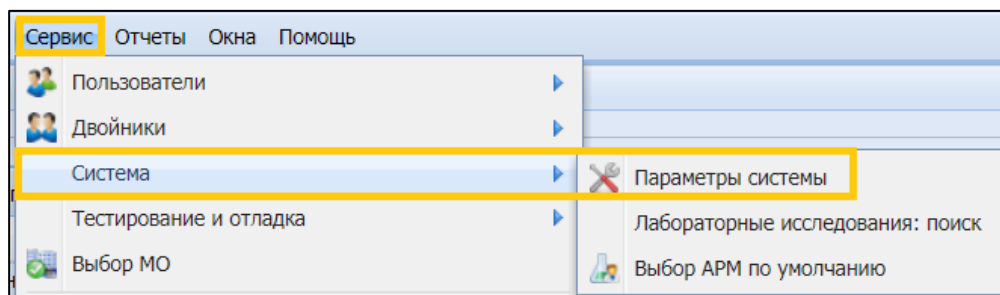 Сервис Отчеты Окна Помощь
Пользователи
Двойники
Система
Параметры системы
Тестирование и отладка
Лабораторные исследования: поиск
Выбор МО
Выбор АРМ по умолчанию